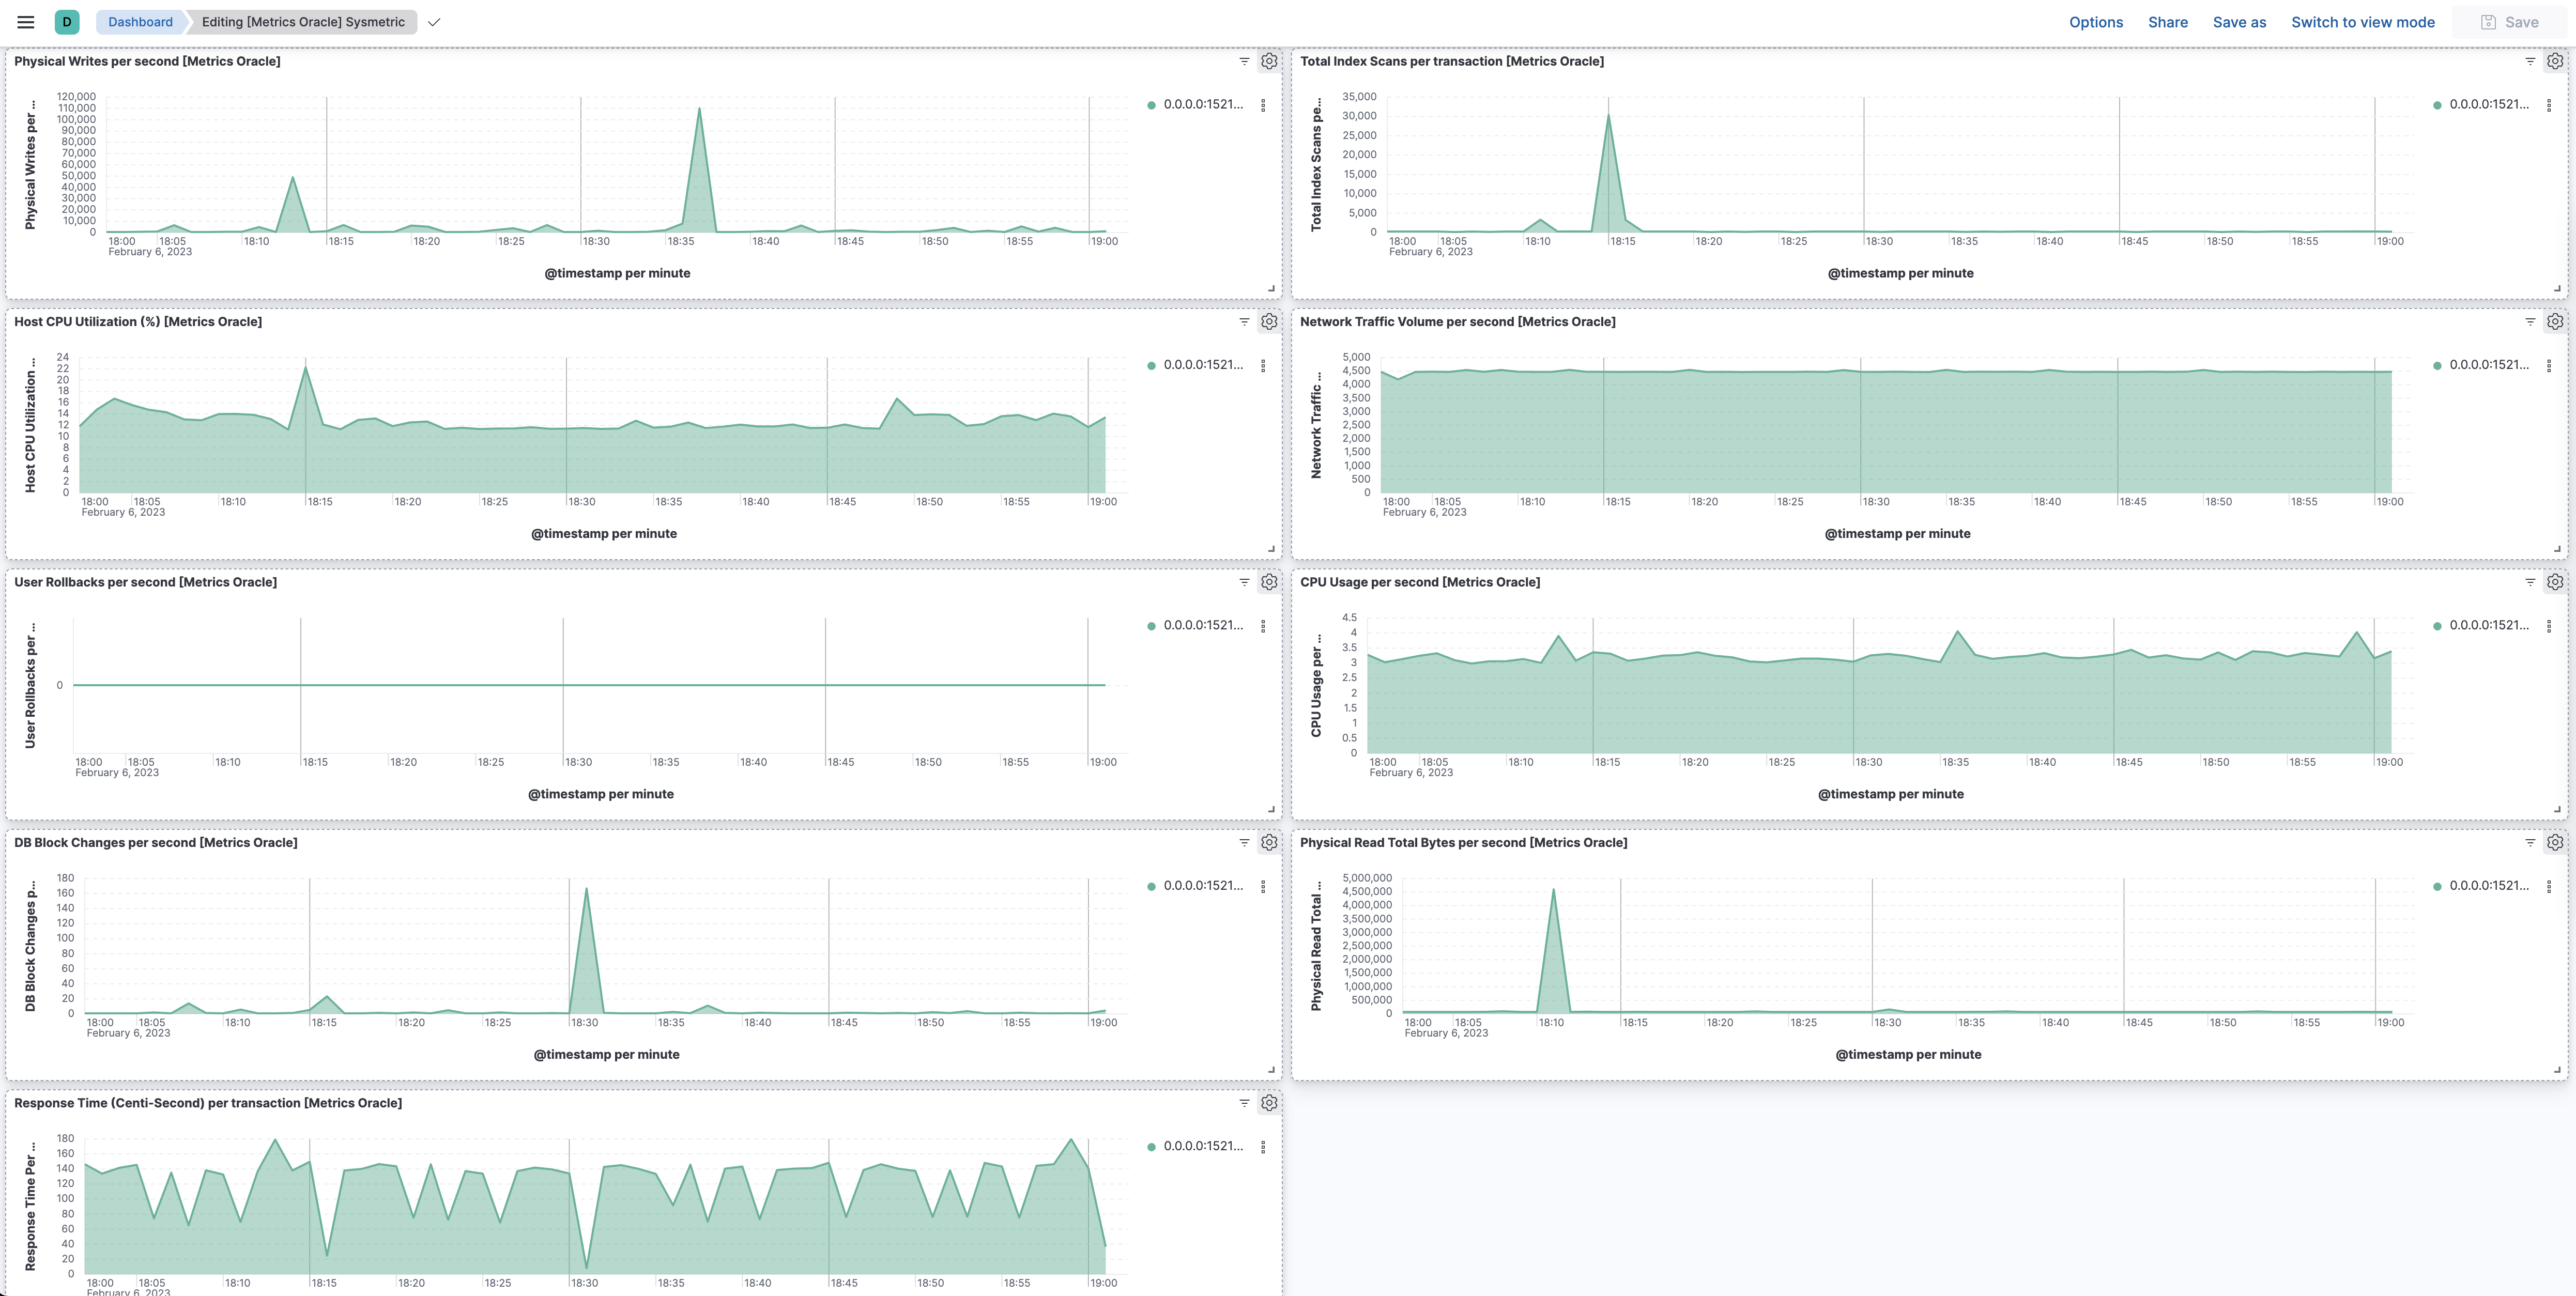 D Dashboard Editing [Metrics Oracle] Sysmetric Options Share Save as Switch to view mode Save
Physical Writes per second [Metrics Oracle]
Physical Writes per ...
120,000
110,000
100,000
90,000
80,000
70,000
60,000
50,000
40,000
30,000
20,000
10,000
0
18:00 18:05 18:10 18:15 18:20 18:25 18:30 18:35 18:40 18:45 18:50 18:55 19:00
February 6, 2023
@timestamp per minute
0.0.0.0:1521...
Total Index Scans per transaction [Metrics Oracle]
Total Index Scans pe...
35,000
30,000
25,000
20,000
15,000
10,000
5,000
0
18:00 18:05 18:10 18:15 18:20 18:25 18:30 18:35 18:40 18:45 18:50 18:55 19:00
February 6, 2023
@timestamp per minute
0.0.0.0:1521...
Host CPU Utilization (%) [Metrics Oracle]
Host CPU Utilization ...
24
22
20
18
16
14
12
10
8
6
4
2
0
18:00 18:05 18:10 18:15 18:20 18:25 18:30 18:35 18:40 18:45 18:50 18:55 19:00
February 6, 2023
@timestamp per minute
0.0.0.0:1521...
Network Traffic Volume per second [Metrics Oracle]
Network Traffic ...
5,000
4,500
4,000
3,500
3,000
2,500
2,000
1,500
1,000
500
0
18:00 18:05 18:10 18:15 18:20 18:25 18:30 18:35 18:40 18:45 18:50 18:55 19:00
February 6, 2023
@timestamp per minute
0.0.0.0:1521...
User Rollbacks per second [Metrics Oracle]
User Rollbacks per ...
0
18:00 18:05 18:10 18:15 18:20 18:25 18:30 18:35 18:40 18:45 18:50 18:55 19:00
February 6, 2023
@timestamp per minute
0.0.0.0:1521...
CPU Usage per second [Metrics Oracle]
CPU Usage per ...
4.5
4
3.5
3
2.5
2
1.5
1
0.5
0
18:00 18:05 18:10 18:15 18:20 18:25 18:30 18:35 18:40 18:45 18:50 18:55 19:00
February 6, 2023
@timestamp per minute
0.0.0.0:1521...
DB Block Changes per second [Metrics Oracle]
DB Block Changes p...
180
160
140
120
100
80
60
40
20
0
18:00 18:05 18:10 18:15 18:20 18:25 18:30 18:35 18:40 18:45 18:50 18:55 19:00
February 6, 2023
@timestamp per minute
0.0.0.0:1521...
Physical Read Total Bytes per second [Metrics Oracle]
Physical Read Total ...
5,000,000
4,500,000
4,000,000
3,500,000
3,000,000
2,500,000
2,000,000
1,500,000
1,000,000
500,000
0
18:00 18:05 18:10 18:15 18:20 18:25 18:30 18:35 18:40 18:45 18:50 18:55 19:00
February 6, 2023
@timestamp per minute
0.0.0.0:1521...
Response Time (Centi-Second) per transaction [Metrics Oracle]
Response Time Per ...
180
160
140
120
100
80
60
40
20
0
18:00 18:05 18:10 18:15 18:20 18:25 18:30 18:35 18:40 18:45 18:50 18:55 19:00
February 6, 2023
0.0.0.0:1521...